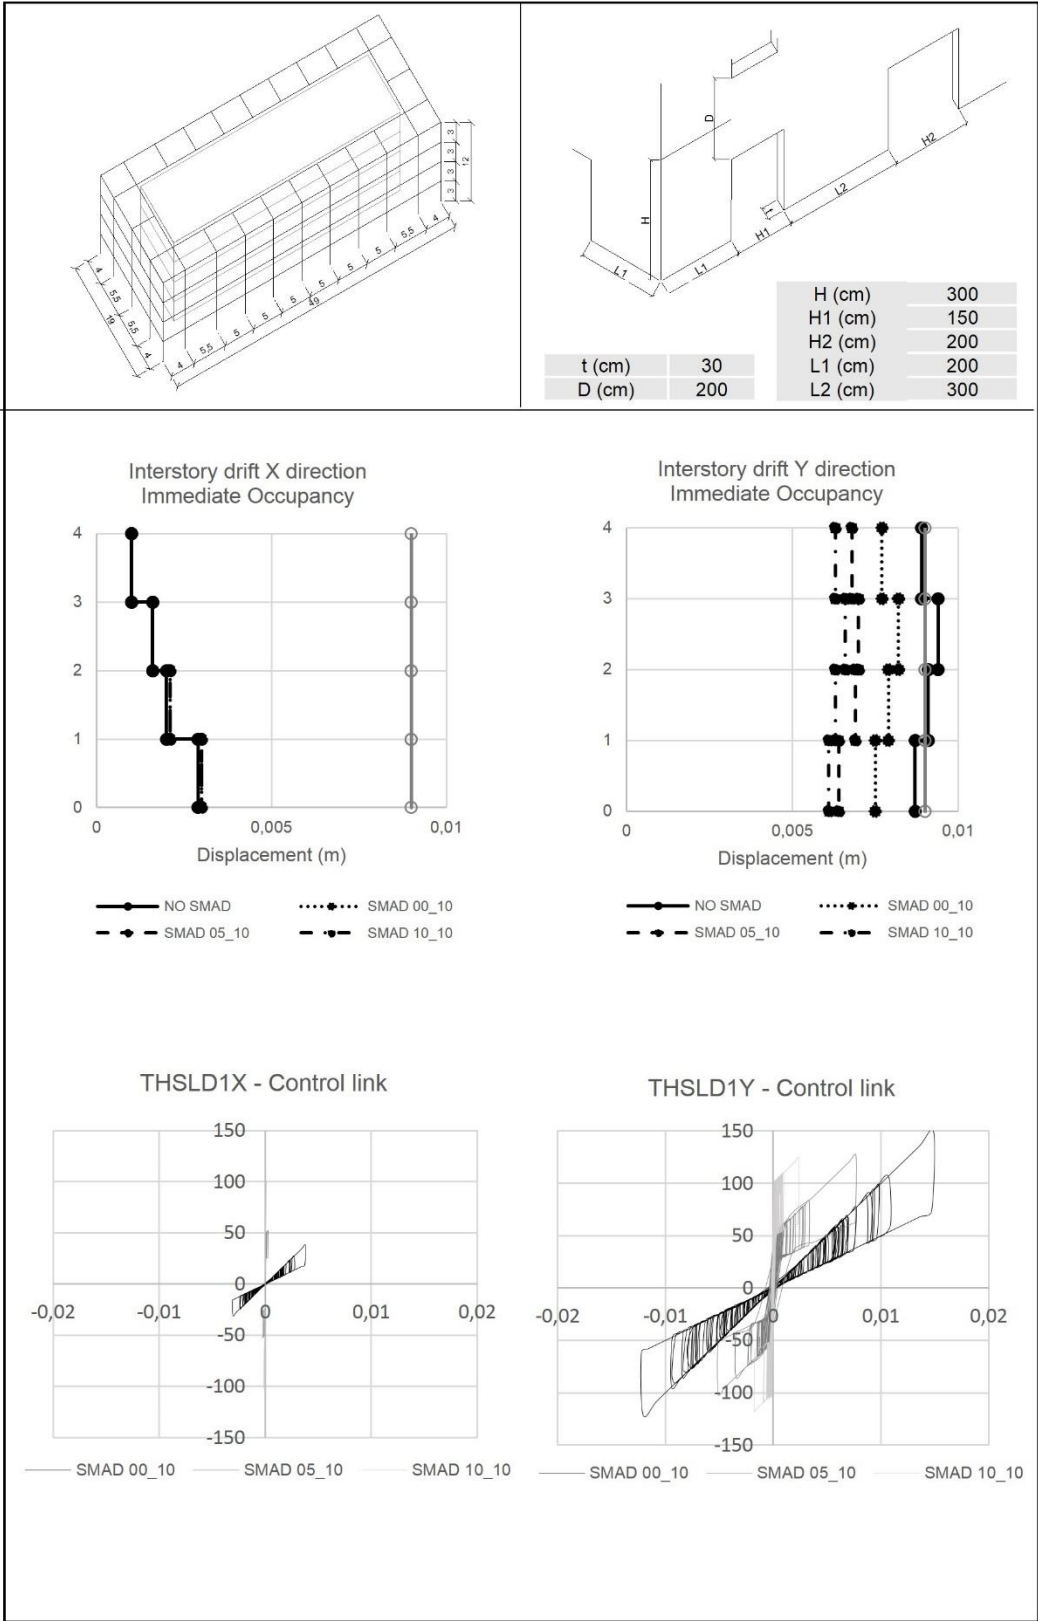 3
3
3
3
12
4
5,5
5
5
5
5
5
5
5,5
4
49
4
5,5
5,5
4
19
D
H
L1
L1
H1
t
L2
H2
t (cm) 30
D (cm) 200
H (cm) 300
H1 (cm) 150
H2 (cm) 200
L1 (cm) 200
L2 (cm) 300
Interstory drift X direction
Immediate Occupancy
4
3
2
1
0
0 0,005 0,01
Displacement (m)
NO SMAD SMAD 00_10
SMAD 05_10 SMAD 10_10
Interstory drift Y direction
Immediate Occupancy
4
3
2
1
0
0 0,005 0,01
Displacement (m)
NO SMAD SMAD 00_10
SMAD 05_10 SMAD 10_10
THSLD1X - Control link
150
100
50
0
-0,02 -0,01 0 0,01 0,02
-50
-100
-150
SMAD 00_10 SMAD 05_10 SMAD 10_10
THSLD1Y - Control link
150
100
50
0
-0,02 -0,01 0 0,01 0,02
-50
-100
-150
SMAD 00_10 SMAD 05_10 SMAD 10_10